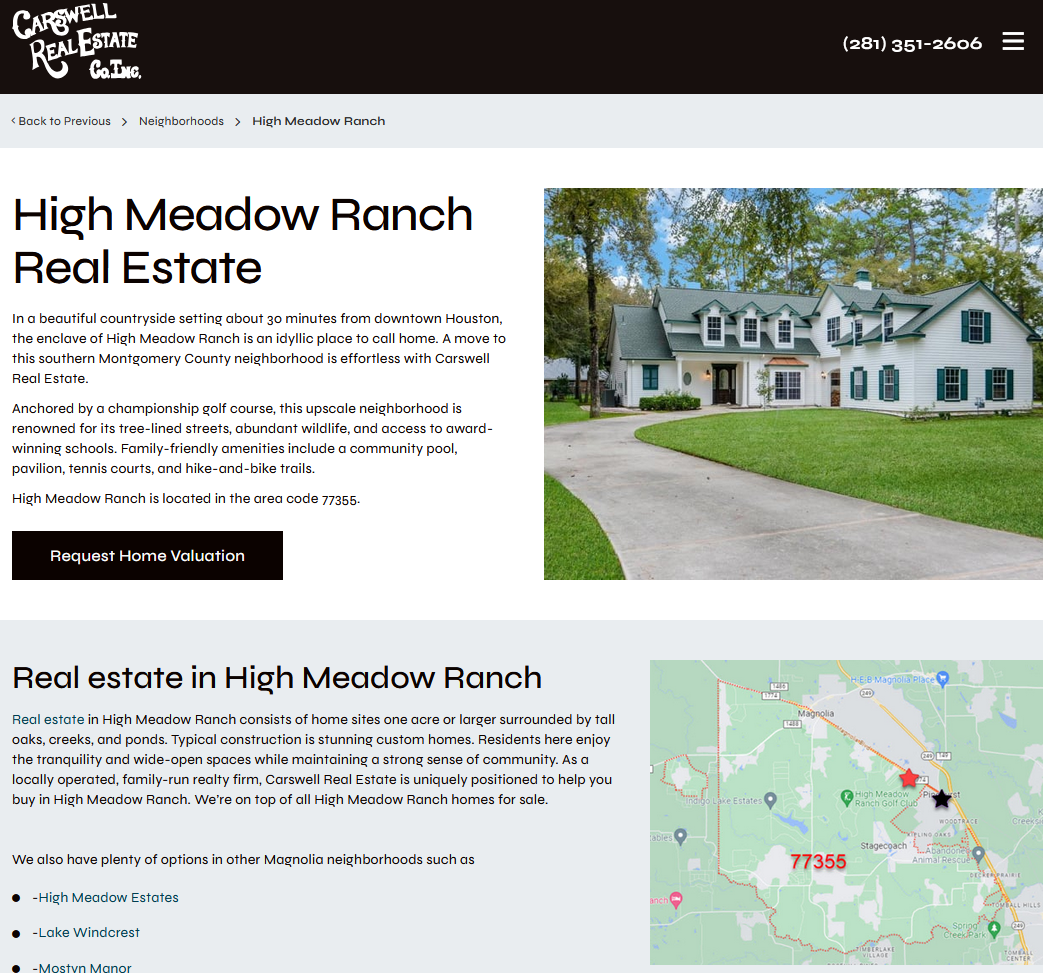 CARSWELL
REAL ESTATE
CO. INC.
(281) 351-2606
Back to Previous
Neighborhoods
High Meadow Ranch
High Meadow Ranch
Real Estate
In a beautiful countryside setting about 30 minutes from downtown Houston,
the enclave of High Meadow Ranch is an idyllic place to call home. A move to
this southern Montgomery County neighborhood is effortless with Carswell
Real Estate.
Anchored by a championship golf course, this upscale neighborhood is
renowned for its tree-lined streets, abundant wildlife, and access to award-
winning schools. Family-friendly amenities include a community pool,
pavilion, tennis courts, and hike-and-bike trails.
High Meadow Ranch is located in the area code 77355.
Request Home Valuation
Real estate in High Meadow Ranch
Real estate in High Meadow Ranch consists of home sites one acre or larger surrounded by tall
oaks, creeks, and ponds. Typical construction is stunning custom homes. Residents here enjoy
the tranquility and wide-open spaces while maintaining a strong sense of community. As a
locally operated, family-run realty firm, Carswell Real Estate is uniquely positioned to help you
buy in High Meadow Ranch. We're on top of all High Meadow Ranch homes for sale.
We also have plenty of options in other Magnolia neighborhoods such as
-High Meadow Estates
-Lake Windcrest
-Mostyn Manor
H-E-B Magnolia Place
1486
1774
249
Magnolia
1488
249
149
High Meadow
Ranch Golf Club
Indigo Lake Estates
WOODTRACE
KIPLING OAKS
Stagecoach
Abandoned
Animal Rescue
77355
DECKER PRAIRIE
TOMBALL HILLS
Spring
Creek Park
249
TIMBERLAKE
VILLAGE
TOMBALL
CENTER